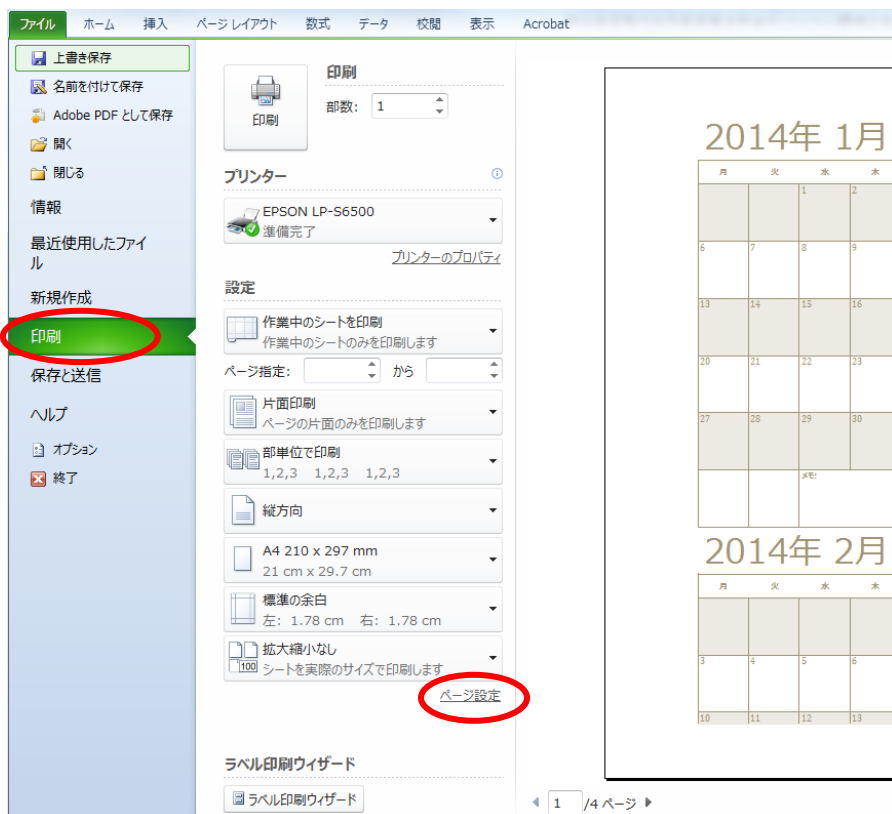 ファイル ホーム 挿入 ページ レイアウト 数式 データ 校閲 表示 Acrobat
上書き保存
名前を付けて保存
Adobe PDF として保存
開く
閉じる
情報
最近使用したファイ
ル
新規作成
印刷
保存と送信
ヘルプ
オプション
終了
印刷
印刷
部数: 1
プリンター
EPSON LP-S6500
準備完了
プリンターのプロパティ
設定
作業中のシートを印刷
作業中のシートのみを印刷します
ページ指定: から
片面印刷
ページの片面のみを印刷します
部単位で印刷
1,2,3 1,2,3 1,2,3
縦方向
A4 210 x 297 mm
21 cm x 29.7 cm
標準の余白
左: 1.78 cm 右: 1.78 cm
拡大縮小なし
100 シートを実際のサイズで印刷します
ページ設定
ラベル印刷ウィザード
ラベル印刷ウィザード
2014年 1月
月 火 水 木
1 2
6 7 8 9
13 14 15 16
20 21 22 23
27 28 29 30
メモ:
2014年 2月
月 火 水 木
3 4 5 6
10 11 12 13
1 /4 ページ